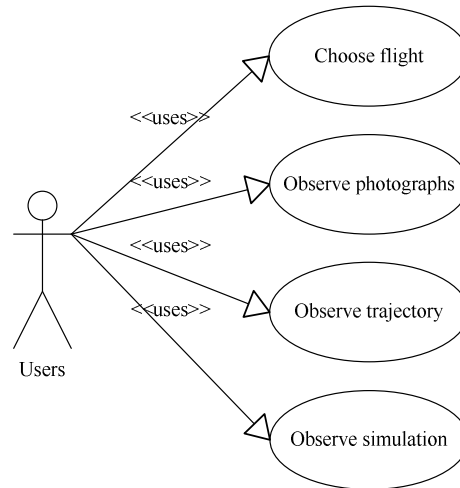 Choose flight
<<uses>>
<<uses>>
Observe photographs
<<uses>>
<<uses>>
Observe trajectory
Users
Observe simulation